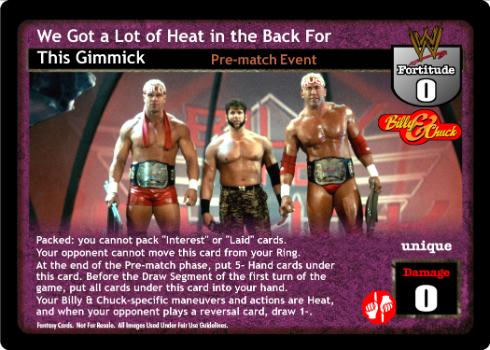 We Got a Lot of Heat in the Back For
This Gimmick
Pre-match Event
W
Fortitude
0
Billy & Chuck
Packed: you cannot pack "Interest" or "Laid" cards.
Your opponent cannot move this card from your Ring.
At the end of the Pre-match phase, put 5- Hand cards under
this card. Before the Draw Segment of the first turn of the
game, put all cards under this card into your hand.
Your Billy & Chuck-specific maneuvers and actions are Heat,
and when your opponent plays a reversal card, draw 1-.
unique
Damage
0
Fantasy Cards. Not For Resale. All Images Used Under Fair Use Guidelines.